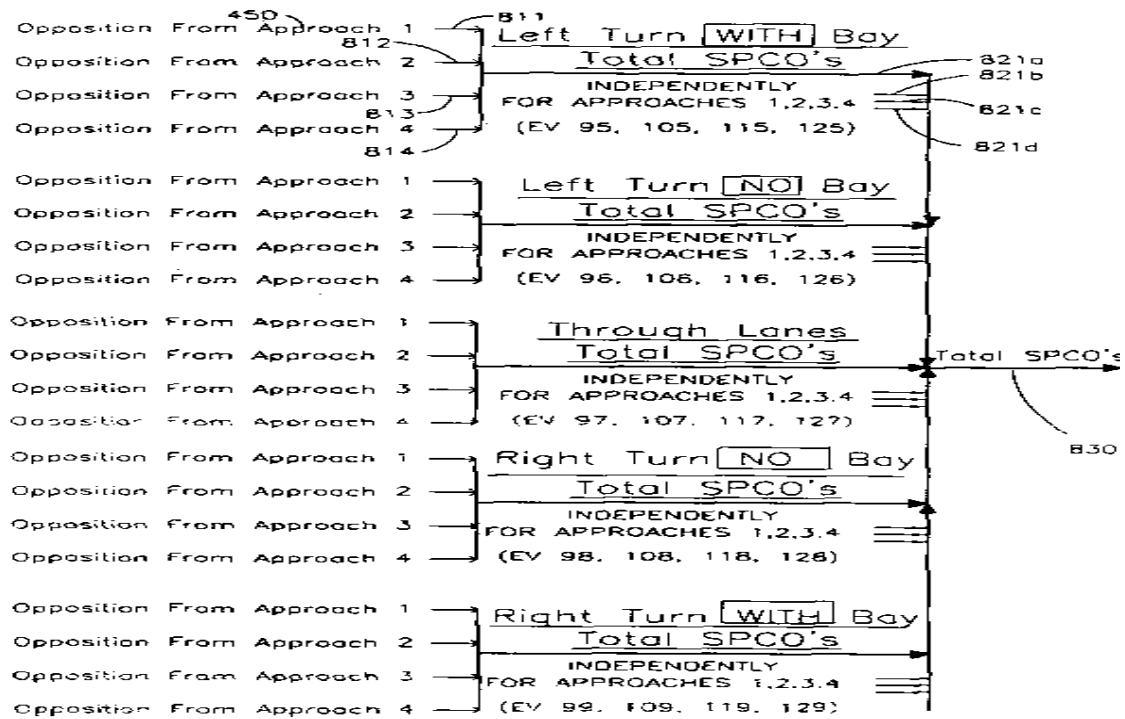 450
811
Opposition From Approach 1
Left Turn WITH Bay
812
Opposition From Approach 2
Total SPCO's
821a
INDEPENDENTLY
821b
Opposition From Approach 3
FOR APPROACHES 1,2,3,4
821c
813
Opposition From Approach 4
(EV 95, 105, 115, 125)
814
821d
Opposition From Approach 1
Left Turn NO Bay
Opposition From Approach 2
Total SPCO's
INDEPENDENTLY
Opposition From Approach 3
FOR APPROACHES 1,2,3,4
Opposition From Approach 4
(EV 96, 106, 116, 126)
Opposition From Approach 1
Through Lanes
Opposition From Approach 2
Total SPCO's
Total SPCO's
INDEPENDENTLY
Opposition From Approach 3
FOR APPROACHES 1,2,3,4
Opposition From Approach 4
(EV 97, 107, 117, 127)
830
Opposition From Approach 1
Right Turn NO Bay
Opposition From Approach 2
Total SPCO's
INDEPENDENTLY
Opposition From Approach 3
FOR APPROACHES 1,2,3,4
Opposition From Approach 4
(EV 98, 108, 118, 128)
Opposition From Approach 1
Right Turn WITH Bay
Opposition From Approach 2
Total SPCO's
INDEPENDENTLY
Opposition From Approach 3
FOR APPROACHES 1,2,3,4
Opposition From Approach 4
(EV 99, 109, 119, 129)